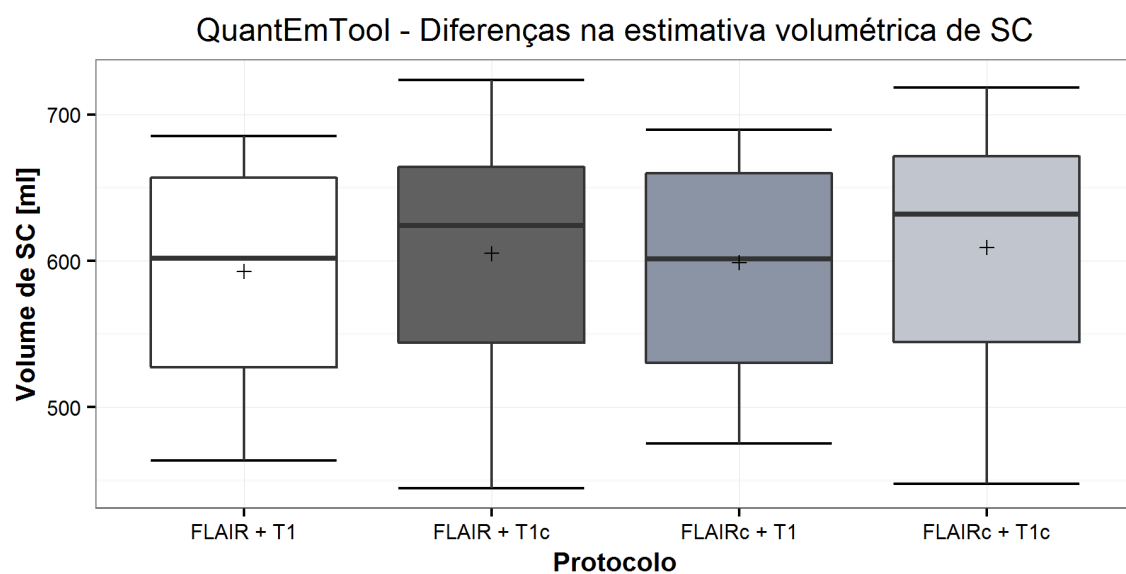 QuantEmTool - Diferenças na estimativa volumétrica de SC
Volume de SC [ml]
700
600
500
FLAIR + T1
FLAIR + T1c
FLAIRc + T1
FLAIRc + T1c
Protocolo